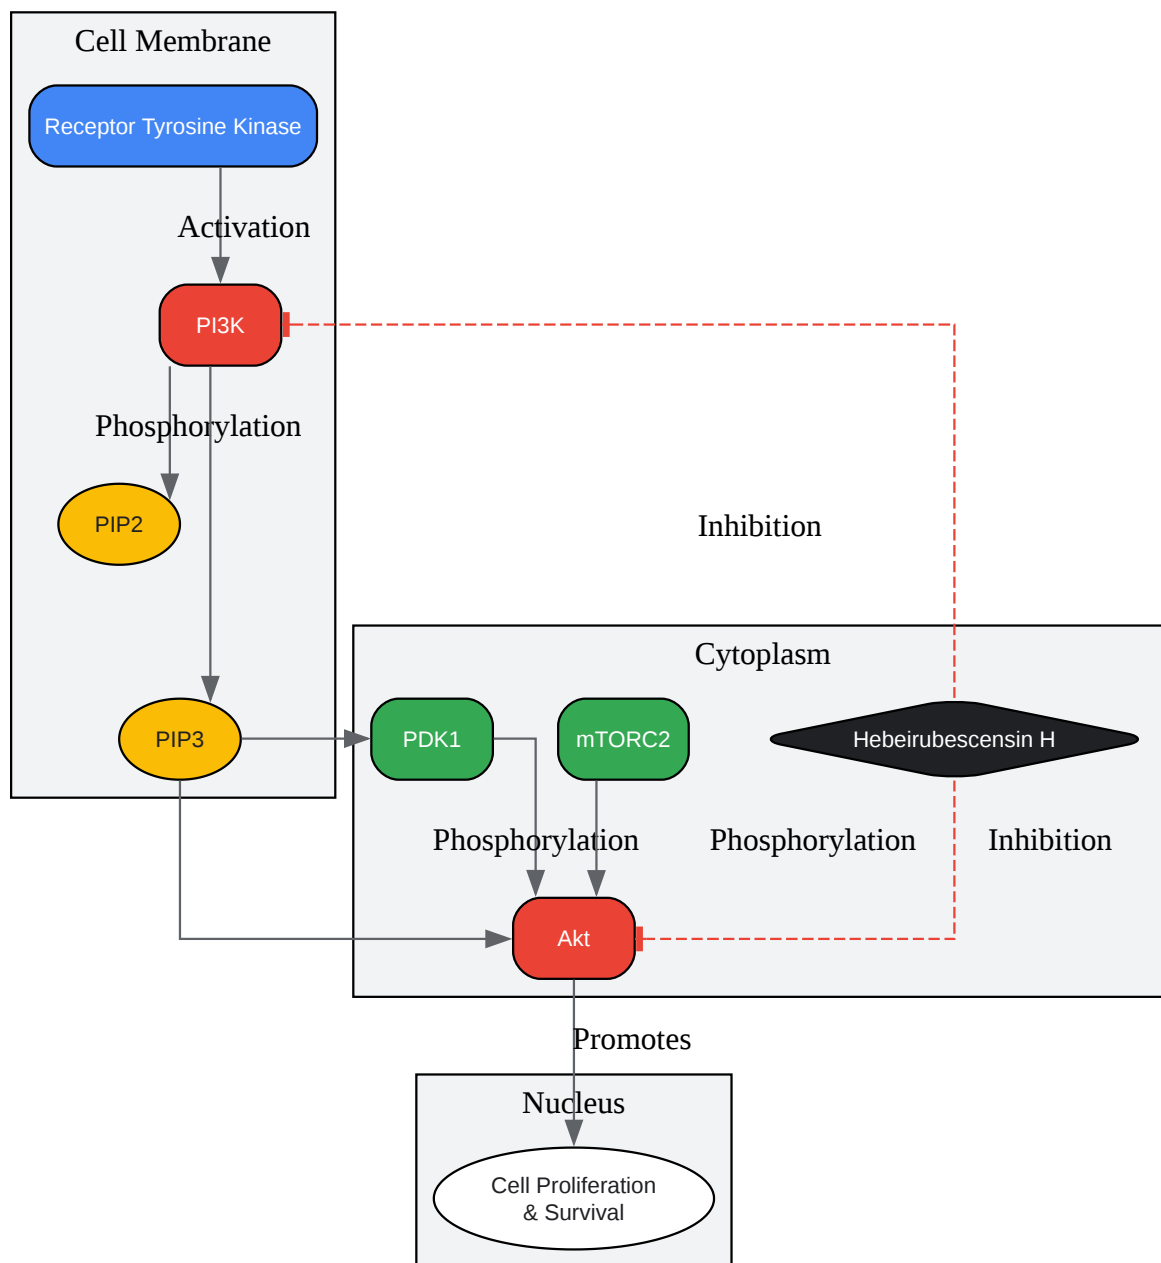 Cell Membrane
Receptor Tyrosine Kinase
Activation
PI3K
Phosphorylation
PIP2
Inhibition
Cytoplasm
PIP3
PDK1
mTORC2
Hebeirubescensin H
Phosphorylation
Phosphorylation
Inhibition
Akt
Promotes
Nucleus
Cell Proliferation
& Survival